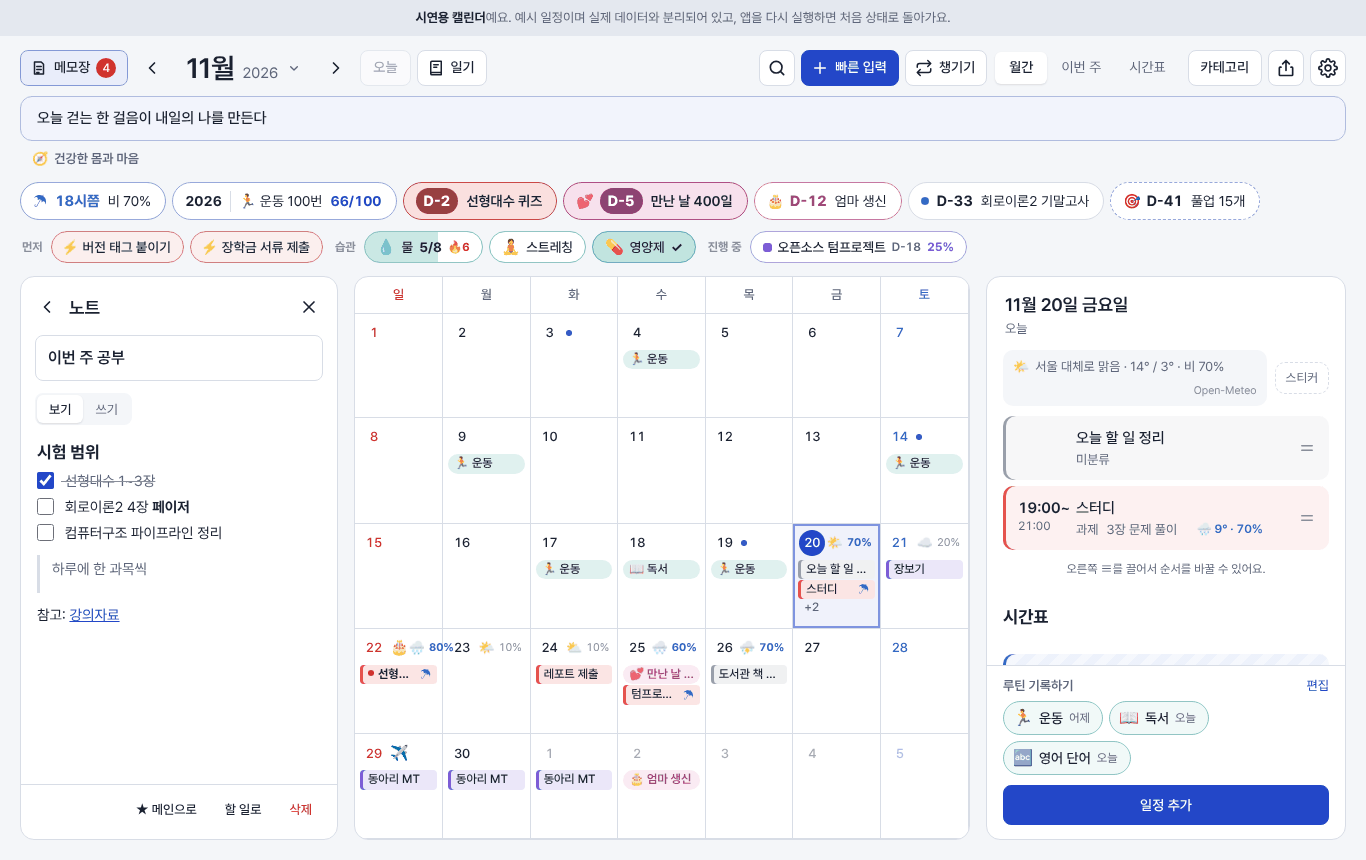 시연용 캘린더예요. 예시 일정이며 실제 데이터와 분리되어 있고, 앱을 다시 실행하면 처음 상태로 돌아가요.
메모장 4
11월 2026
오늘
일기
빠른 입력
챙기기
월간
이번 주
시간표
카테고리
오늘 걷는 한 걸음이 내일의 나를 만든다
🧭 건강한 몸과 마음
☂ 18시쯤 비 70%
2026 🏃 운동 100번 66/100
D-2 선형대수 퀴즈
💕 D-5 만난 날 400일
🎂 D-12 엄마 생신
D-33 회로이론2 기말고사
🎯 D-41 풀업 15개
먼저 ⚡ 버전 태그 붙이기 ⚡ 장학금 서류 제출
습관 💧 물 5/8 🔥6 🧘 스트레칭 💊 영양제 ✓
진행 중 오픈소스 텀프로젝트 D-18 25%
노트
이번 주 공부
보기 쓰기
시험 범위
선형대수 1~3장
회로이론2 4장 페이저
컴퓨터구조 파이프라인 정리
하루에 한 과목씩
참고: 강의자료
★ 메인으로 할 일로 삭제
일 월 화 수 목 금 토
1 2 3 4 5 6 7
🏃 운동
8 9 10 11 12 13 14
🏃 운동 🏃 운동
15 16 17 18 19 20 🌤️ 70% 21 ☁️ 20%
🏃 운동 📖 독서 🏃 운동 오늘 할 일 ... 장보기
스터디 ☂
+2
22 🎂🌧️ 80% 23 🌤️ 10% 24 ⛅ 10% 25 🌧️ 60% 26 ⛈️ 70% 27 28
선형... ☂ 레포트 제출 💕 만난 날 ... 도서관 책 ...
텀프로... ☂
29 ✈️ 30 1 2 3 4 5
동아리 MT 동아리 MT 동아리 MT 🎂 엄마 생신
11월 20일 금요일
오늘
🌤️ 서울 대체로 맑음 · 14° / 3° · 비 70%
Open-Meteo
스티커
오늘 할 일 정리
미분류
19:00~ 스터디
21:00 과제 3장 문제 풀이 🌧️ 9° · 70%
오른쪽 ≡를 끌어서 순서를 바꿀 수 있어요.
시간표
루틴 기록하기 편집
🏃 운동 어제 📖 독서 오늘
🔤 영어 단어 오늘
일정 추가